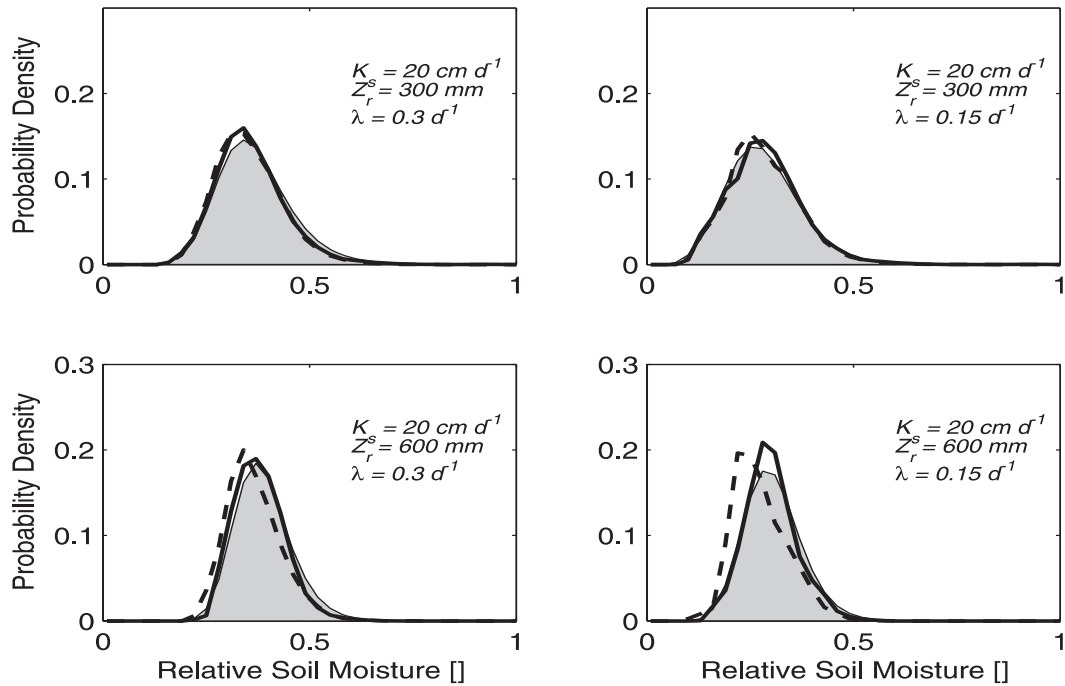 Probability Density
0.2
0.1
0
K_s = 20 cm d^-1
Z_r = 300 mm
λ = 0.3 d^-1
0 0.5 1
0.2
0.1
0
K_s = 20 cm d^-1
Z_r = 300 mm
λ = 0.15 d^-1
0 0.5 1
Probability Density
0.3
0.2
0.1
0
K_s = 20 cm d^-1
Z_r = 600 mm
λ = 0.3 d^-1
0 0.5 1
Relative Soil Moisture []
0.3
0.2
0.1
0
K_s = 20 cm d^-1
Z_r = 600 mm
λ = 0.15 d^-1
0 0.5 1
Relative Soil Moisture []